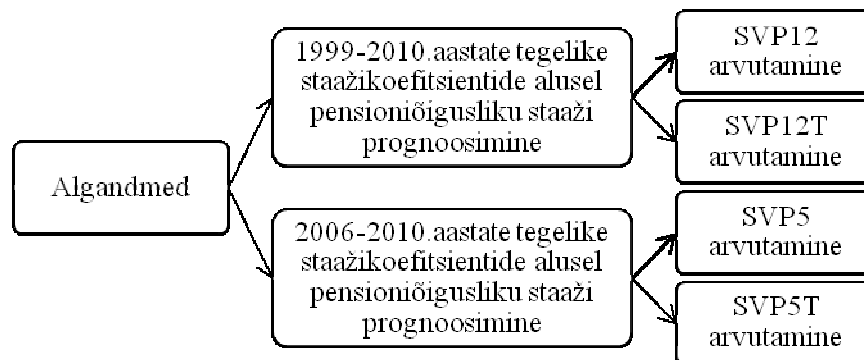 Algandmed
1999-2010.aastate tegelike
staažikoefitsientide alusel
pensioniõigusliku staaži
prognoosimine
2006-2010.aastate tegelike
staažikoefitsientide alusel
pensioniõigusliku staaži
prognoosimine
SVP12
arvutamine
SVP12T
arvutamine
SVP5
arvutamine
SVP5T
arvutamine